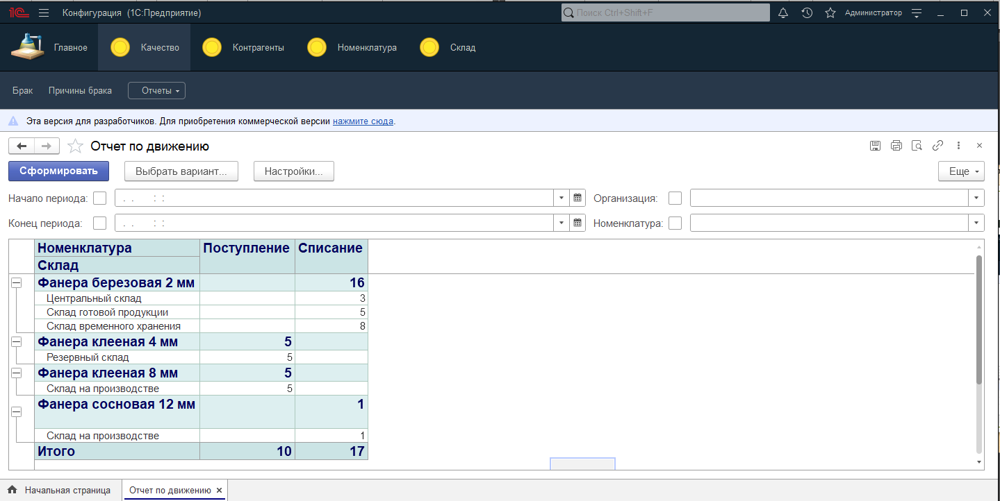 1С Конфигурация (1С:Предприятие) Поиск Ctrl+Shift+F Администратор
Главное Качество Контрагенты Номенклатура Склад
Брак Причины брака Отчеты
Эта версия для разработчиков. Для приобретения коммерческой версии нажмите сюда.
Отчет по движению
Сформировать Выбрать вариант... Настройки... Еще
Начало периода: . . : : Организация:
Конец периода: . . : : Номенклатура:
Номенклатура Поступление Списание
Склад
Фанера березовая 2 мм 16
Центральный склад 3
Склад готовой продукции 5
Склад временного хранения 8
Фанера клееная 4 мм 5
Резервный склад 5
Фанера клееная 8 мм 5
Склад на производстве 5
Фанера сосновая 12 мм 1
Склад на производстве 1
Итого 10 17
Начальная страница Отчет по движению ×